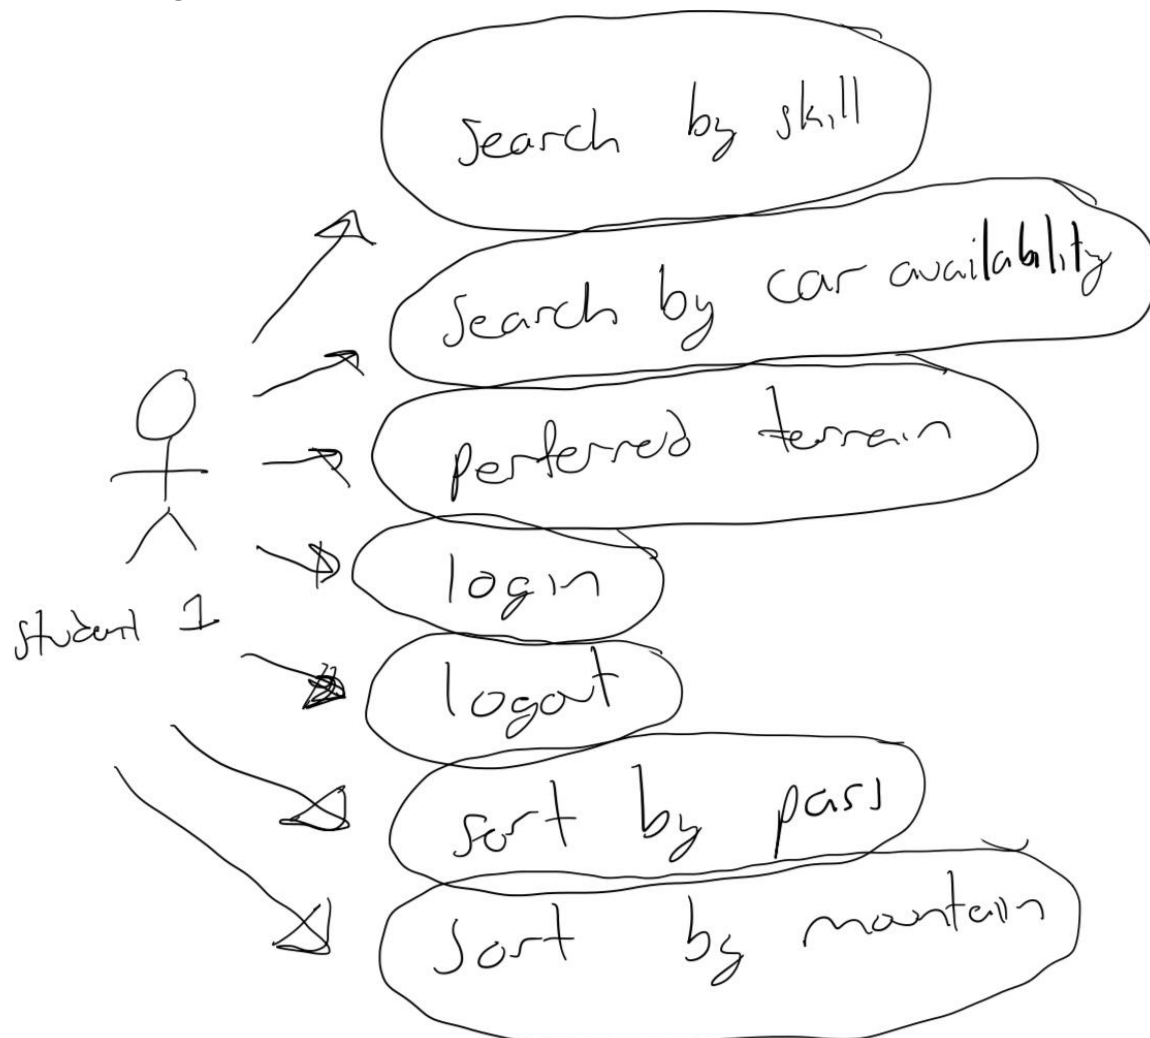 search by skill
search by car availability
perferred terrain
login
student 1
logout
sort by pass
sort by mountain